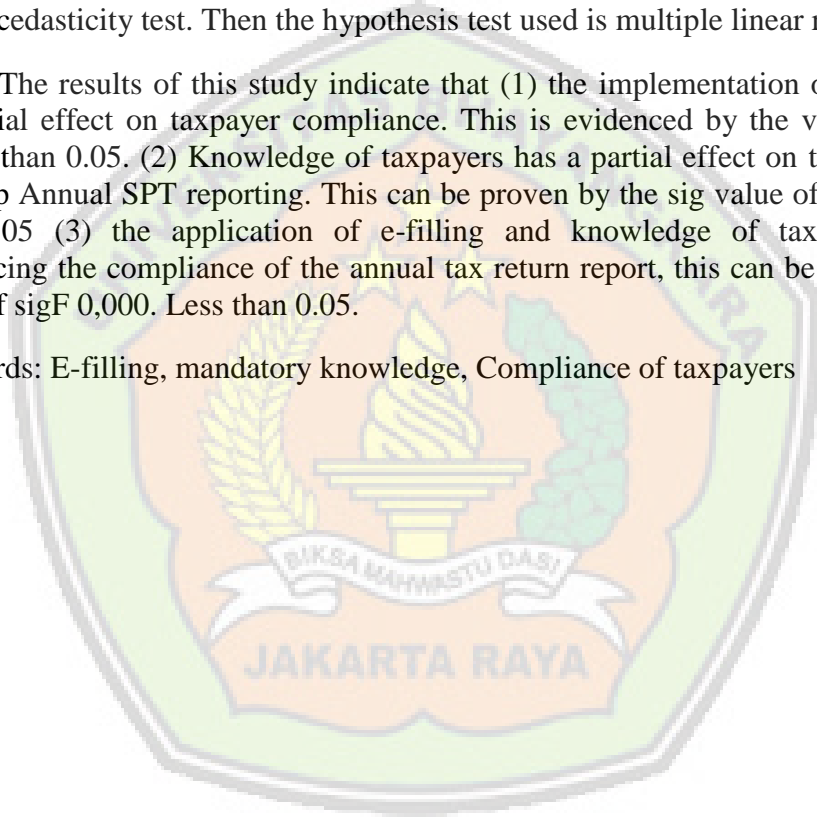 cedasticity test. Then the hypothesis test used is multiple linear r
The results of this study indicate that (1) the implementation o
ial effect on taxpayer compliance. This is evidenced by the v
than 0.05. (2) Knowledge of taxpayers has a partial effect on t
p Annual SPT reporting. This can be proven by the sig value of
05 (3) the application of e-filling and knowledge of tax
cing the compliance of the annual tax return report, this can be
f sigF 0,000. Less than 0.05.
rds: E-filling, mandatory knowledge, Compliance of taxpayers
UNIVERSITAS BHAYANGKARA
BIKSA MAHWASTU DASI
JAKARTA RAYA